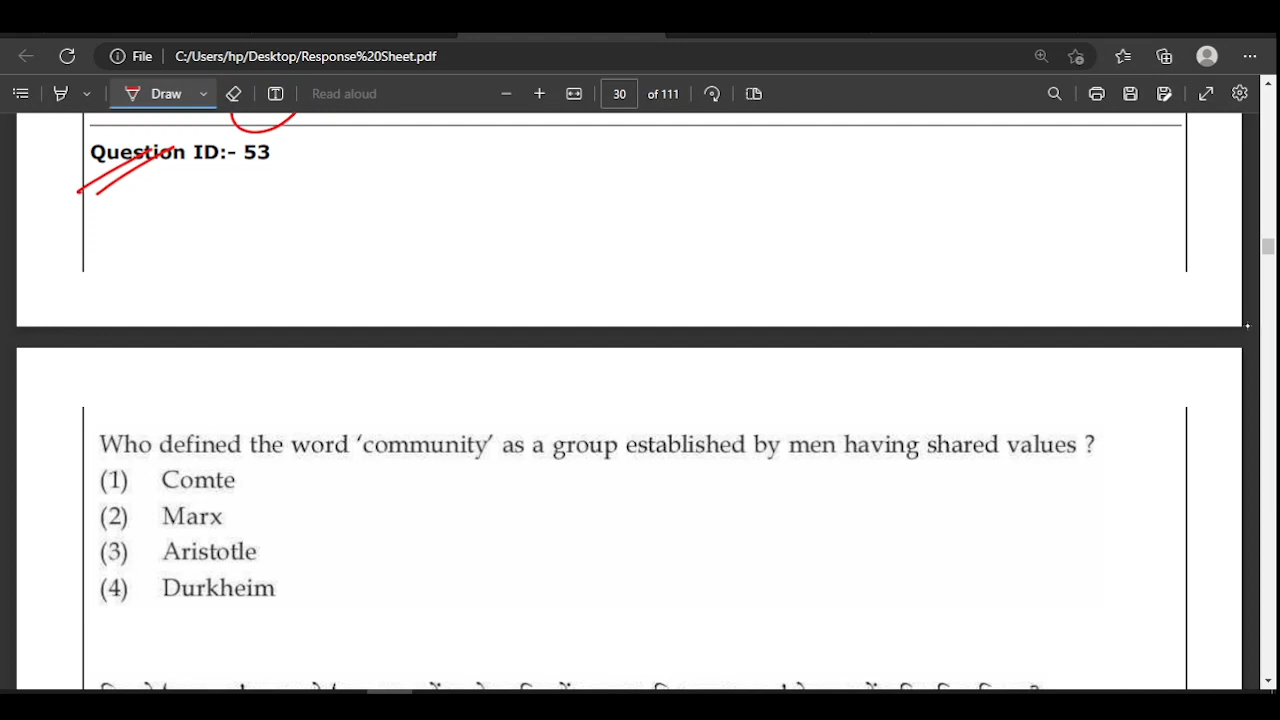 File C:/Users/hp/Desktop/Response%20Sheet.pdf
Draw Read aloud 30 of 111
Question ID:- 53
Who defined the word ‘community’ as a group established by men having shared values ?
(1) Comte
(2) Marx
(3) Aristotle
(4) Durkheim